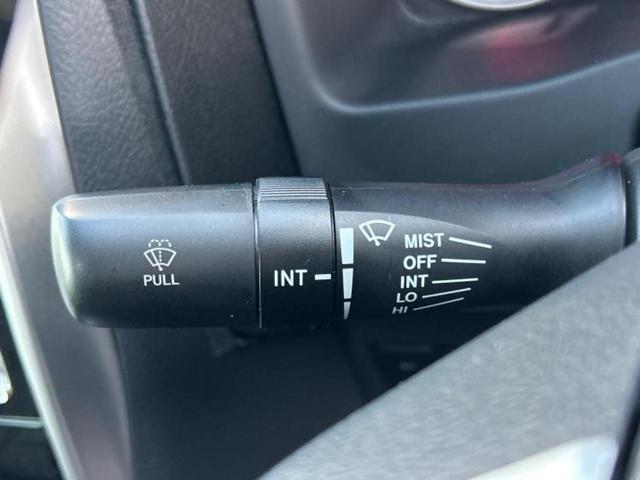 PULL
INT
MIST
OFF
INT
LO
HI